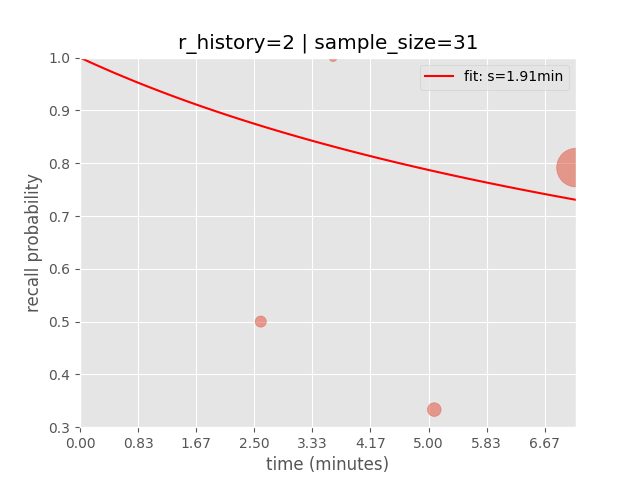 r_history=2 | sample_size=31
fit: s=1.91min
recall probability
1.0
0.9
0.8
0.7
0.6
0.5
0.4
0.3
0.00 0.83 1.67 2.50 3.33 4.17 5.00 5.83 6.67
time (minutes)